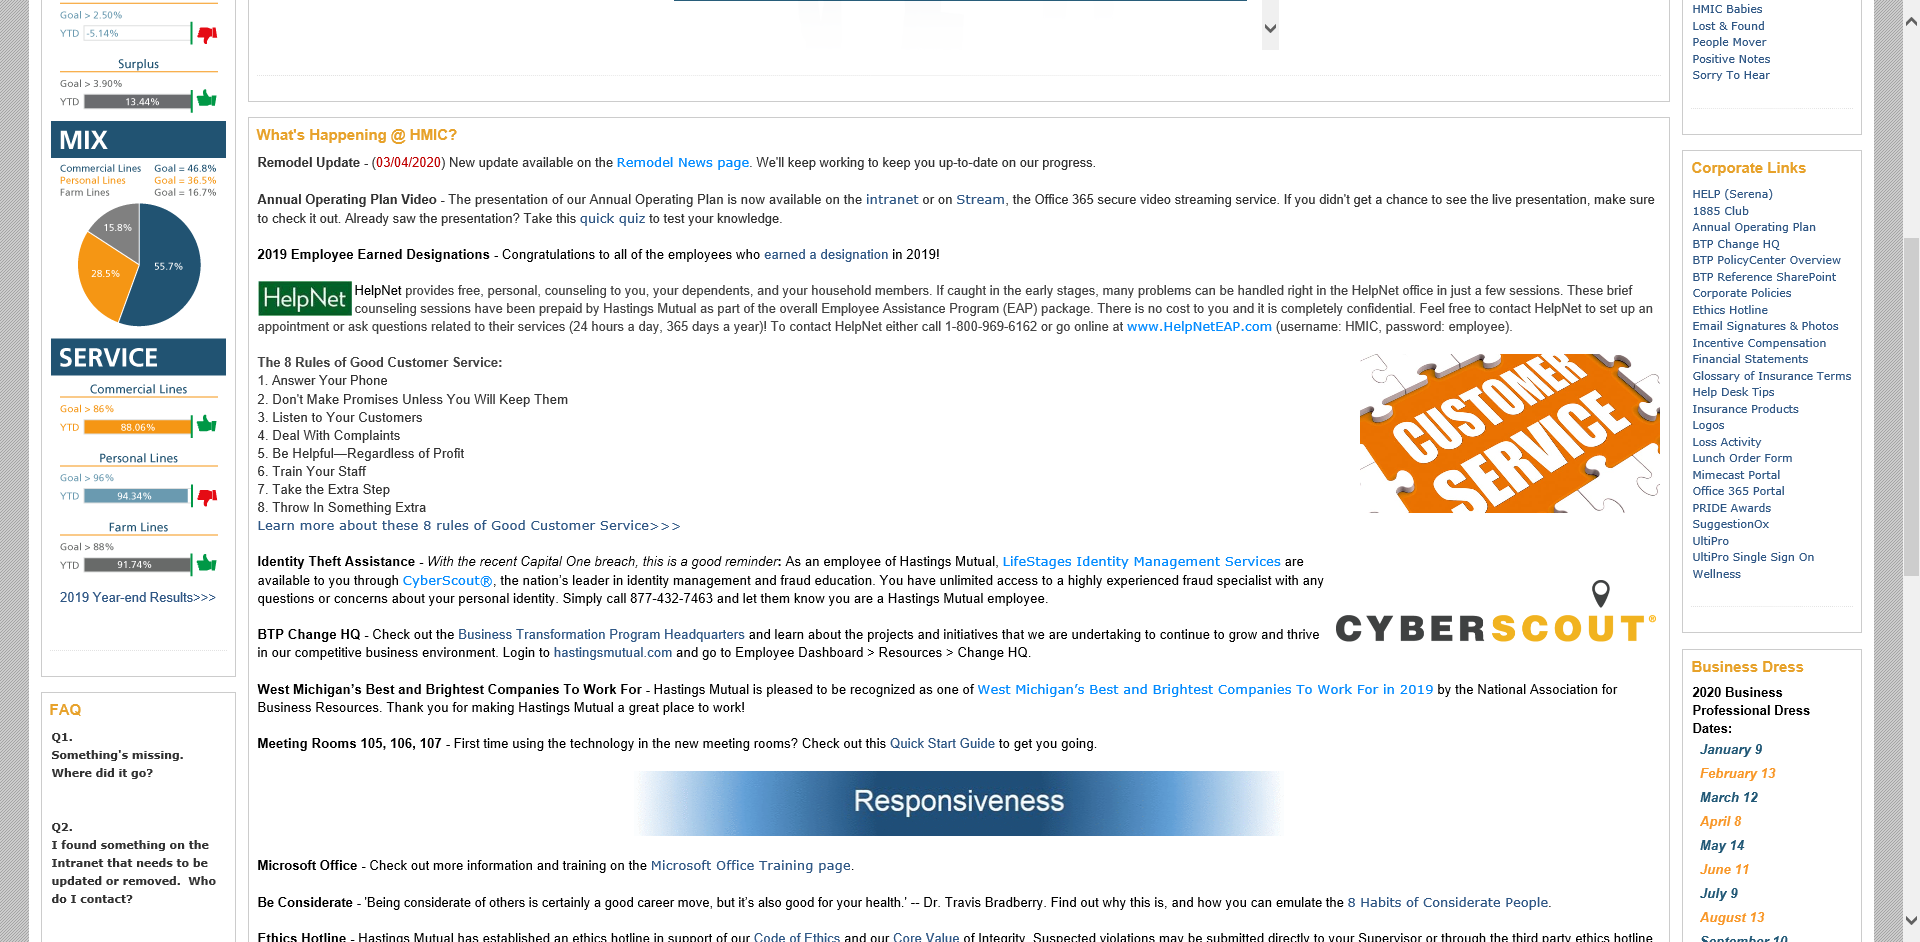 Goal > 2.50%
YTD -5.14%
Surplus
Goal > 3.90%
YTD 13.44%
MIX
Commercial Lines Goal = 46.8%
Personal Lines Goal = 36.5%
Farm Lines Goal = 16.7%
15.8%
55.7%
28.5%
SERVICE
Commercial Lines
Goal > 86%
YTD 88.06%
Personal Lines
Goal > 96%
YTD 94.34%
Farm Lines
Goal > 88%
YTD 91.74%
2019 Year-end Results>>>
FAQ
Q1.
Something's missing.
Where did it go?
Q2.
I found something on the
Intranet that needs to be
updated or removed.  Who
do I contact?
What's Happening @ HMIC?
Remodel Update - (03/04/2020) New update available on the Remodel News page. We'll keep working to keep you up-to-date on our progress.
Annual Operating Plan Video - The presentation of our Annual Operating Plan is now available on the intranet or on Stream, the Office 365 secure video streaming service. If you didn't get a chance to see the live presentation, make sure
to check it out. Already saw the presentation? Take this quick quiz to test your knowledge.
2019 Employee Earned Designations - Congratulations to all of the employees who earned a designation in 2019!
HelpNet
HelpNet provides free, personal, counseling to you, your dependents, and your household members. If caught in the early stages, many problems can be handled right in the HelpNet office in just a few sessions. These brief
counseling sessions have been prepaid by Hastings Mutual as part of the overall Employee Assistance Program (EAP) package. There is no cost to you and it is completely confidential. Feel free to contact HelpNet to set up an
appointment or ask questions related to their services (24 hours a day, 365 days a year)! To contact HelpNet either call 1-800-969-6162 or go online at www.HelpNetEAP.com (username: HMIC, password: employee).
The 8 Rules of Good Customer Service:
1. Answer Your Phone
2. Don't Make Promises Unless You Will Keep Them
3. Listen to Your Customers
4. Deal With Complaints
5. Be Helpful—Regardless of Profit
6. Train Your Staff
7. Take the Extra Step
8. Throw In Something Extra
Learn more about these 8 rules of Good Customer Service>>>
CUSTOMER
SERVICE
Identity Theft Assistance - With the recent Capital One breach, this is a good reminder: As an employee of Hastings Mutual, LifeStages Identity Management Services are
available to you through CyberScout®, the nation's leader in identity management and fraud education. You have unlimited access to a highly experienced fraud specialist with any
questions or concerns about your personal identity. Simply call 877-432-7463 and let them know you are a Hastings Mutual employee.
CYBERSCOUT®
BTP Change HQ - Check out the Business Transformation Program Headquarters and learn about the projects and initiatives that we are undertaking to continue to grow and thrive
in our competitive business environment. Login to hastingsmutual.com and go to Employee Dashboard > Resources > Change HQ.
West Michigan's Best and Brightest Companies To Work For - Hastings Mutual is pleased to be recognized as one of West Michigan's Best and Brightest Companies To Work For in 2019 by the National Association for
Business Resources. Thank you for making Hastings Mutual a great place to work!
Meeting Rooms 105, 106, 107 - First time using the technology in the new meeting rooms? Check out this Quick Start Guide to get you going.
Responsiveness
Microsoft Office - Check out more information and training on the Microsoft Office Training page.
Be Considerate - 'Being considerate of others is certainly a good career move, but it's also good for your health.' -- Dr. Travis Bradberry. Find out why this is, and how you can emulate the 8 Habits of Considerate People.
Ethics Hotline - Hastings Mutual has established an ethics hotline in support of our Code of Ethics and our Core Value of Integrity. Suspected violations may be submitted directly to your Supervisor or through the third party ethics hotline
HMIC Babies
Lost & Found
People Mover
Positive Notes
Sorry To Hear
Corporate Links
HELP (Serena)
1885 Club
Annual Operating Plan
BTP Change HQ
BTP PolicyCenter Overview
BTP Reference SharePoint
Corporate Policies
Ethics Hotline
Email Signatures & Photos
Incentive Compensation
Financial Statements
Glossary of Insurance Terms
Help Desk Tips
Insurance Products
Logos
Loss Activity
Lunch Order Form
Mimecast Portal
Office 365 Portal
PRIDE Awards
SuggestionOx
UltiPro
UltiPro Single Sign On
Wellness
Business Dress
2020 Business
Professional Dress
Dates:
January 9
February 13
March 12
April 8
May 14
June 11
July 9
August 13
September 10